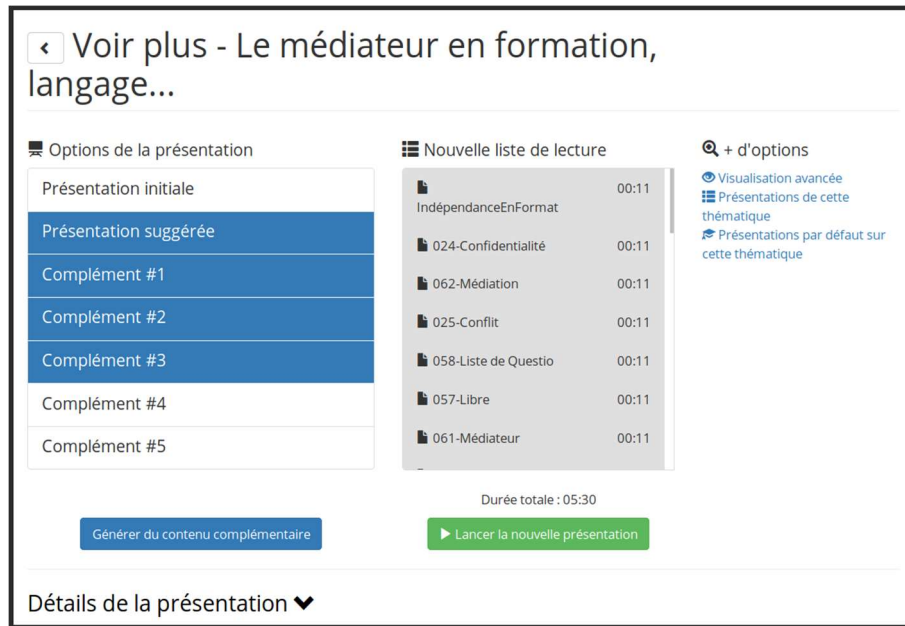 Voir plus - Le médiateur en formation,
langage...
Options de la présentation
Présentation initiale
Présentation suggérée
Complément #1
Complément #2
Complément #3
Complément #4
Complément #5
Générer du contenu complémentaire
Nouvelle liste de lecture
00:11
IndépendanceEnFormat
024-Confidentialité 00:11
062-Médiation 00:11
025-Conflit 00:11
058-Liste de Questio 00:11
057-Libre 00:11
061-Médiateur 00:11
Durée totale : 05:30
Lancer la nouvelle présentation
+ d'options
Visualisation avancée
Présentations de cette
thématique
Présentations par défaut sur
cette thématique
Détails de la présentation